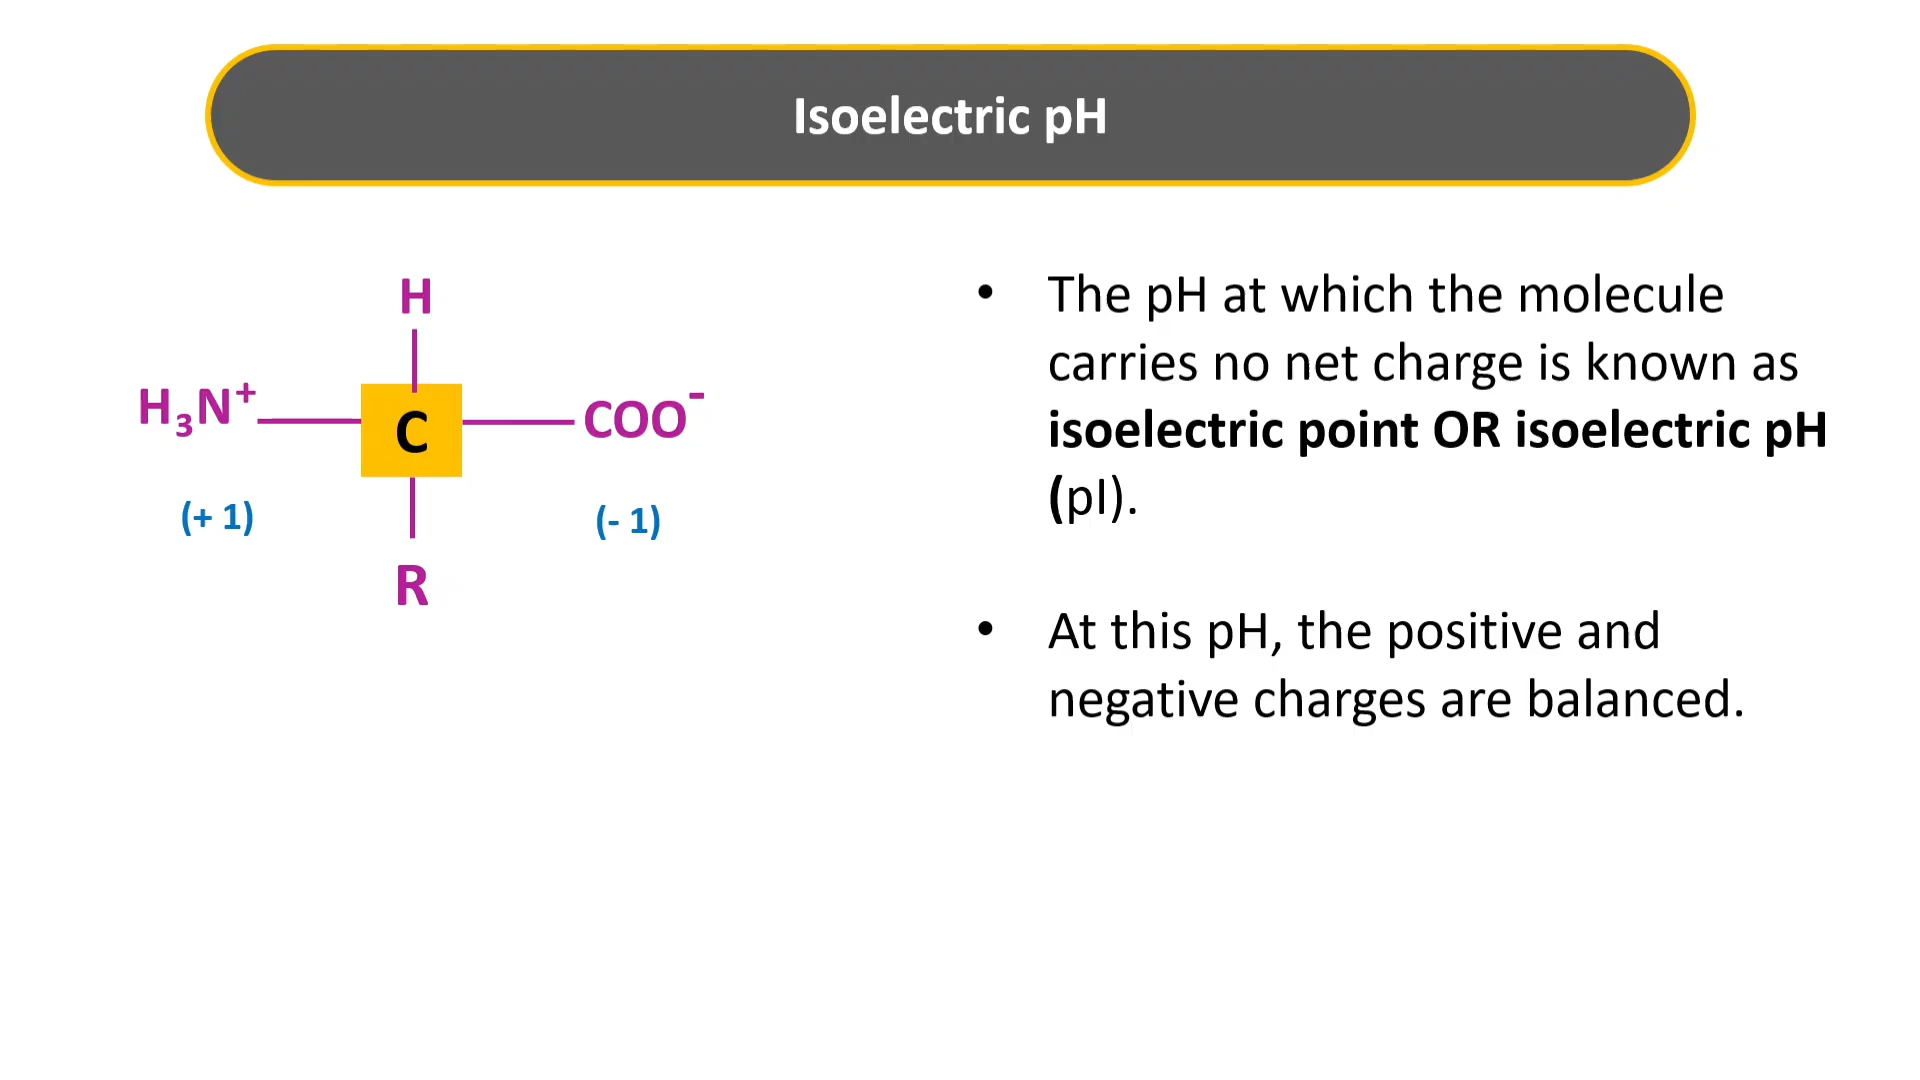 Isoelectric pH
H
H₃N⁺ C COO⁻
(+ 1) (- 1)
R
• The pH at which the molecule
carries no net charge is known as
isoelectric point OR isoelectric pH
(pI).
• At this pH, the positive and
negative charges are balanced.